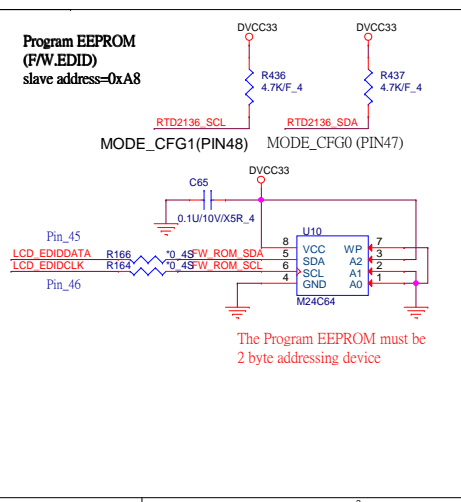 Program EEPROM
(F/W.EDID)
slave address=0xA8
DVCC33
DVCC33
R436
4.7K/F_4
R437
4.7K/F_4
RTD2136_SCL
RTD2136_SDA
MODE_CFG1(PIN48)
MODE_CFG0 (PIN47)
DVCC33
C65
0.1U/10V/X5R_4
Pin_45
LCD_EDIDDATA
R166
*0_4S
FW_ROM_SDA
LCD_EDIDCLK
R164
*0_4S
FW_ROM_SCL
Pin_46
U10
8
VCC
WP
7
5
SDA
A2
3
6
SCL
A1
2
4
GND
A0
1
M24C64
The Program EEPROM must be
2 byte addressing device